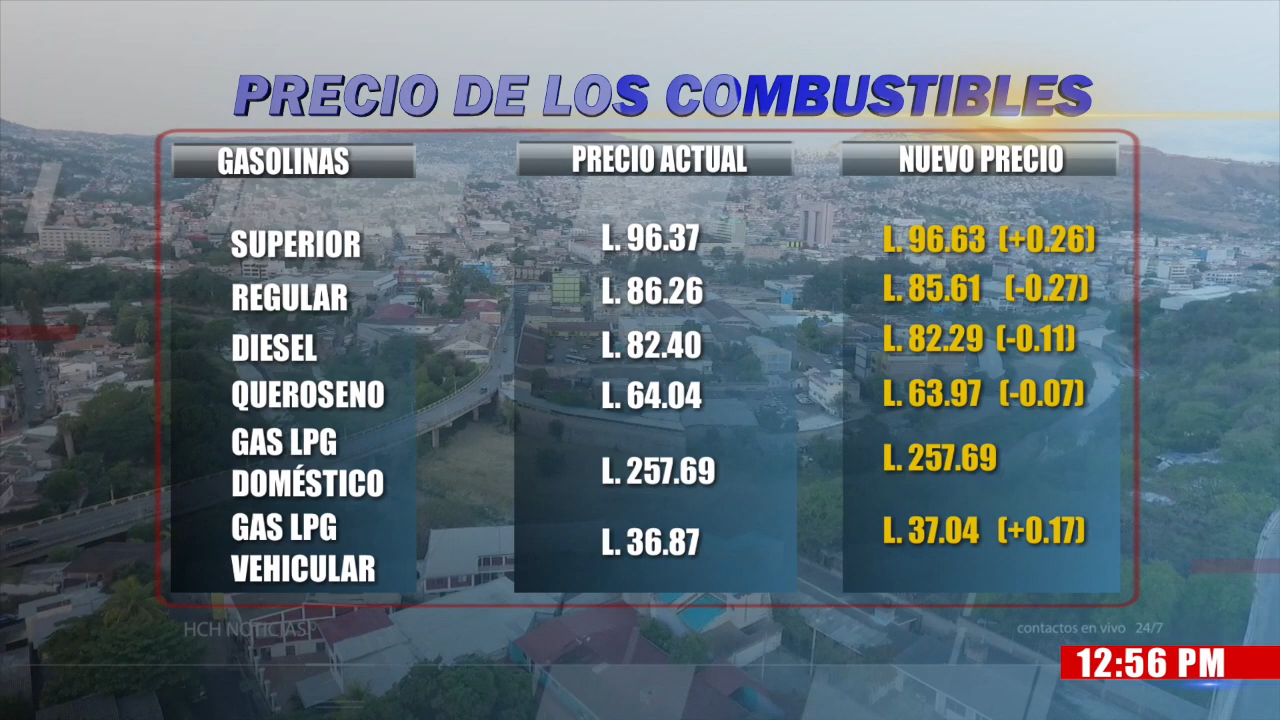 PRECIO DE LOS COMBUSTIBLES
GASOLINAS PRECIO ACTUAL NUEVO PRECIO
SUPERIOR L. 96.37 L. 96.63 (+0.26)
REGULAR L. 86.26 L. 85.61 (-0.27)
DIESEL L. 82.40 L. 82.29 (-0.11)
QUEROSENO L. 64.04 L. 63.97 (-0.07)
GAS LPG
DOMÉSTICO L. 257.69 L. 257.69
GAS LPG
VEHICULAR L. 36.87 L. 37.04 (+0.17)
HCH NOTICIAS contactos en vivo 24/7
12:56 PM